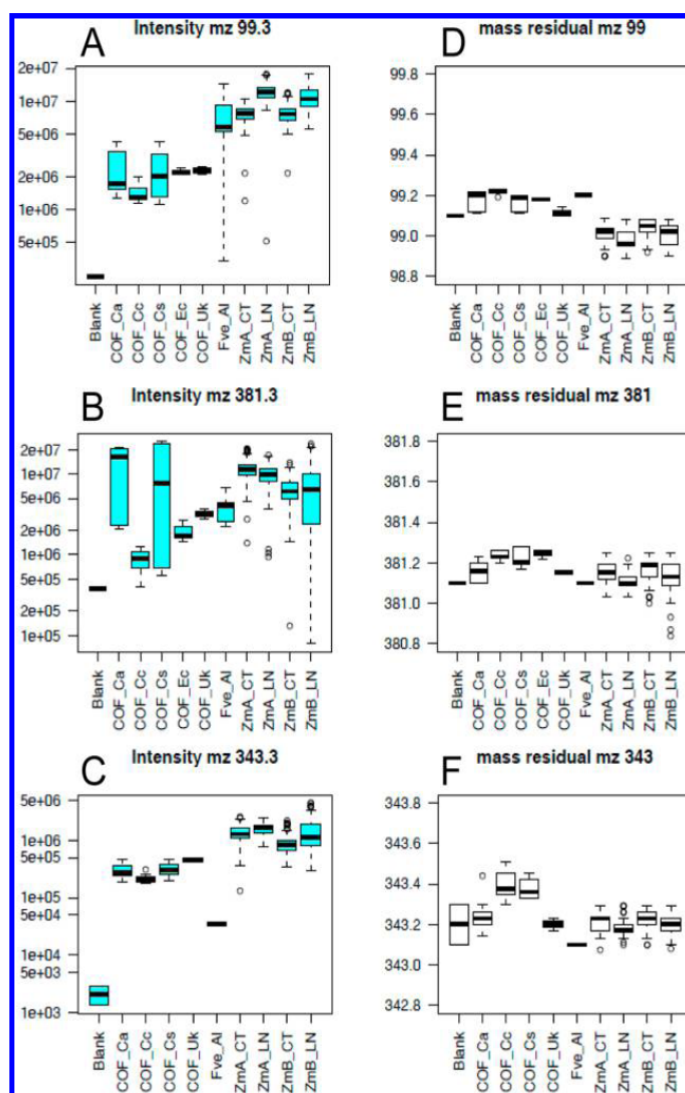 A Intensity mz 99.3
2e+07
1e+07
5e+06
2e+06
1e+06
5e+05
Blank
COF_Ca
COF_Cc
COF_Cs
COF_Ec
COF_Uk
Fve_Al
ZmA_CT
ZmA_LN
ZmB_CT
ZmB_LN
D mass residual mz 99
99.8
99.6
99.4
99.2
99.0
98.8
Blank
COF_Ca
COF_Cc
COF_Cs
COF_Ec
COF_Uk
Fve_Al
ZmA_CT
ZmA_LN
ZmB_CT
ZmB_LN
B Intensity mz 381.3
2e+07
1e+07
5e+06
2e+06
1e+06
5e+05
2e+05
1e+05
Blank
COF_Ca
COF_Cc
COF_Cs
COF_Ec
COF_Uk
Fve_Al
ZmA_CT
ZmA_LN
ZmB_CT
ZmB_LN
E mass residual mz 381
381.8
381.6
381.4
381.2
381.0
380.8
Blank
COF_Ca
COF_Cc
COF_Cs
COF_Ec
COF_Uk
Fve_Al
ZmA_CT
ZmA_LN
ZmB_CT
ZmB_LN
C Intensity mz 343.3
5e+06
1e+06
5e+05
1e+05
5e+04
1e+04
5e+03
1e+03
Blank
COF_Ca
COF_Cc
COF_Cs
COF_Uk
Fve_Al
ZmA_CT
ZmA_LN
ZmB_CT
ZmB_LN
F mass residual mz 343
343.8
343.6
343.4
343.2
343.0
342.8
Blank
COF_Ca
COF_Cc
COF_Cs
COF_Uk
Fve_Al
ZmA_CT
ZmA_LN
ZmB_CT
ZmB_LN